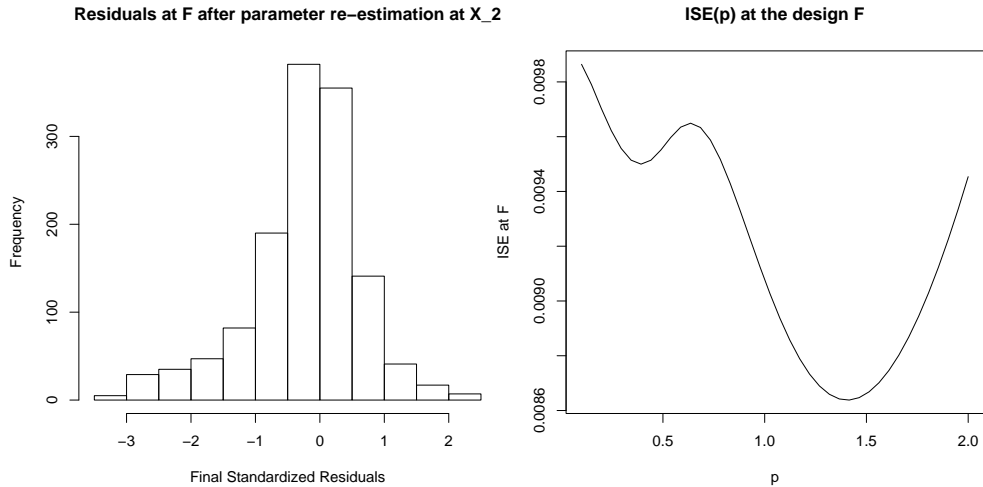 Residuals at F after parameter re−estimation at X_2
Frequency
300
200
100
0
−3 −2 −1 0 1 2
Final Standardized Residuals
ISE(p) at the design F
ISE at F
0.0098
0.0094
0.0090
0.0086
0.5 1.0 1.5 2.0
p